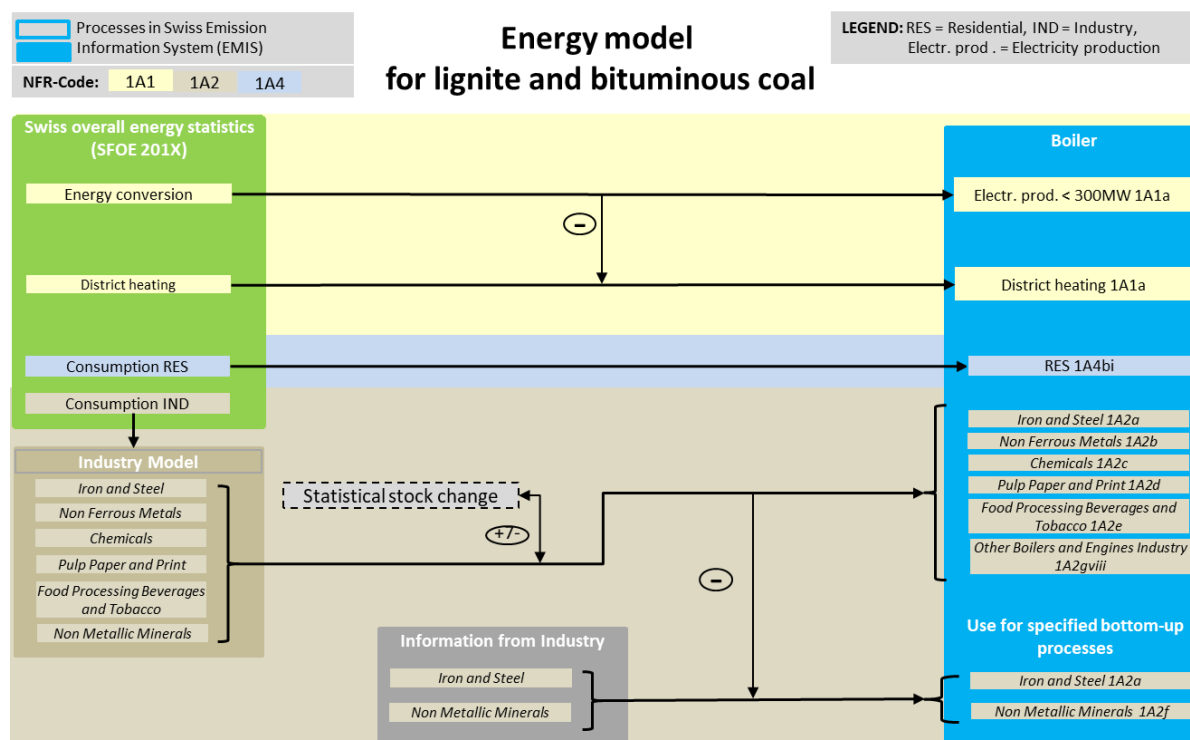 Processes in Swiss Emission
Information System (EMIS)
NFR-Code: 1A1 1A2 1A4
Energy model
for lignite and bituminous coal
LEGEND: RES = Residential, IND = Industry,
Electr. prod . = Electricity production
Swiss overall energy statistics
(SFOE 201X)
Energy conversion
District heating
Consumption RES
Consumption IND
Industry Model
Iron and Steel
Non Ferrous Metals
Chemicals
Pulp Paper and Print
Food Processing Beverages
and Tobacco
Non Metallic Minerals
–
Statistical stock change
+/-
–
Information from Industry
Iron and Steel
Non Metallic Minerals
Boiler
Electr. prod. < 300MW 1A1a
District heating 1A1a
RES 1A4bi
Iron and Steel 1A2a
Non Ferrous Metals 1A2b
Chemicals 1A2c
Pulp Paper and Print 1A2d
Food Processing Beverages and
Tobacco 1A2e
Other Boilers and Engines Industry
1A2gviii
Use for specified bottom-up
processes
Iron and Steel 1A2a
Non Metallic Minerals 1A2f